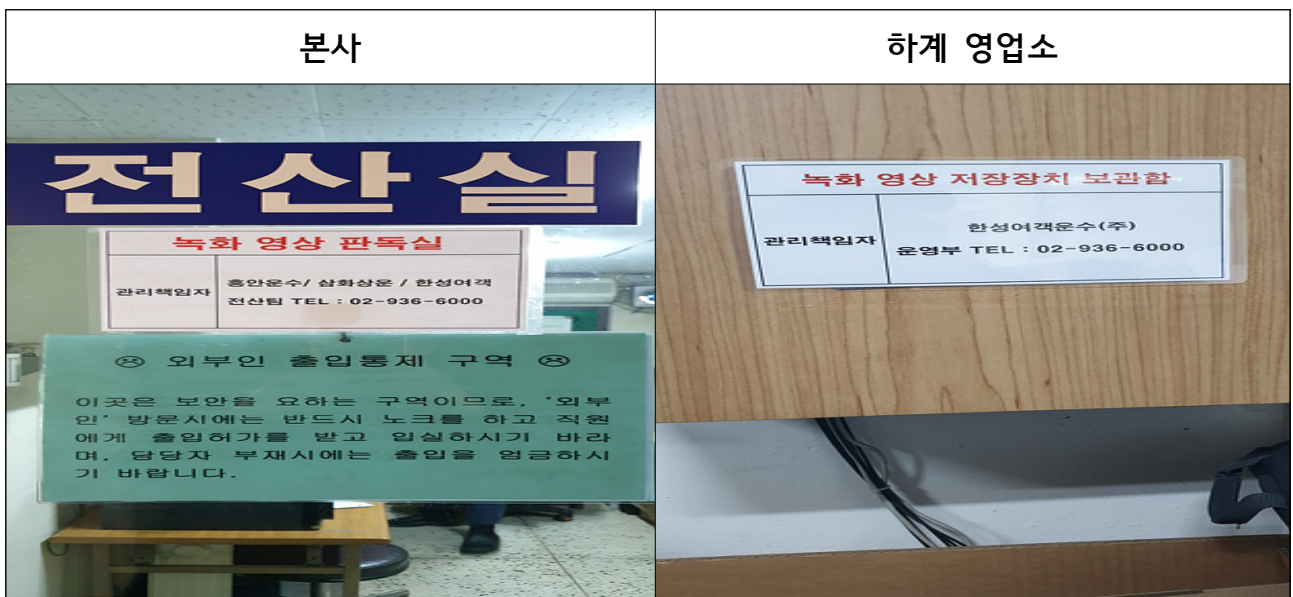 본사
하계 영업소
전산실
녹화 영상 판독실
관리책임자
흥안운수/ 삼화상운 / 한성여객
전산팀 TEL : 02-936-6000
☹ 외부인 출입통제 구역 ☹
이곳은 보안을 요하는 구역이므로, '외부
인' 방문시에는 반드시 노크를 하고 직원
에게 출입허가를 받고 입실하시기 바라
며, 담당자 부재시에는 출입을 엄금하시
기 바랍니다.
녹화 영상 저장장치 보관함
관리책임자
한성여객운수(주)
운영부 TEL : 02-936-6000